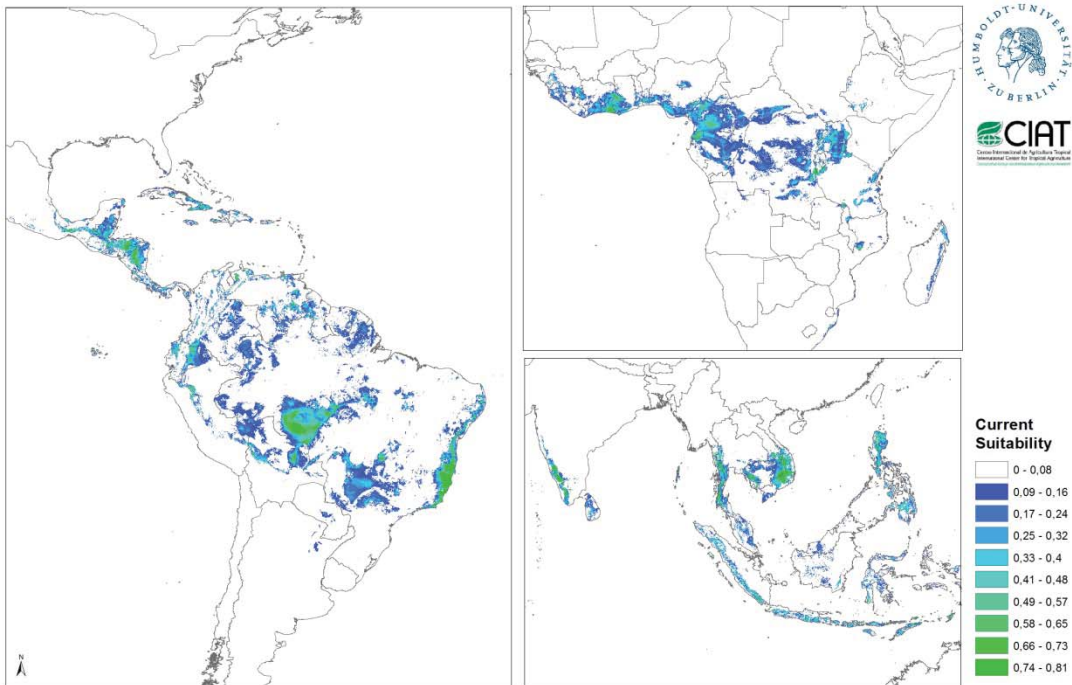 HUMBOLDT-UNIVERSITÄT
ZU BERLIN
CIAT
Centro Internacional de Agricultura Tropical
International Center for Tropical Agriculture
Current
Suitability
0 - 0,08
0,09 - 0,16
0,17 - 0,24
0,25 - 0,32
0,33 - 0,4
0,41 - 0,48
0,49 - 0,57
0,58 - 0,65
0,66 - 0,73
0,74 - 0,81
N